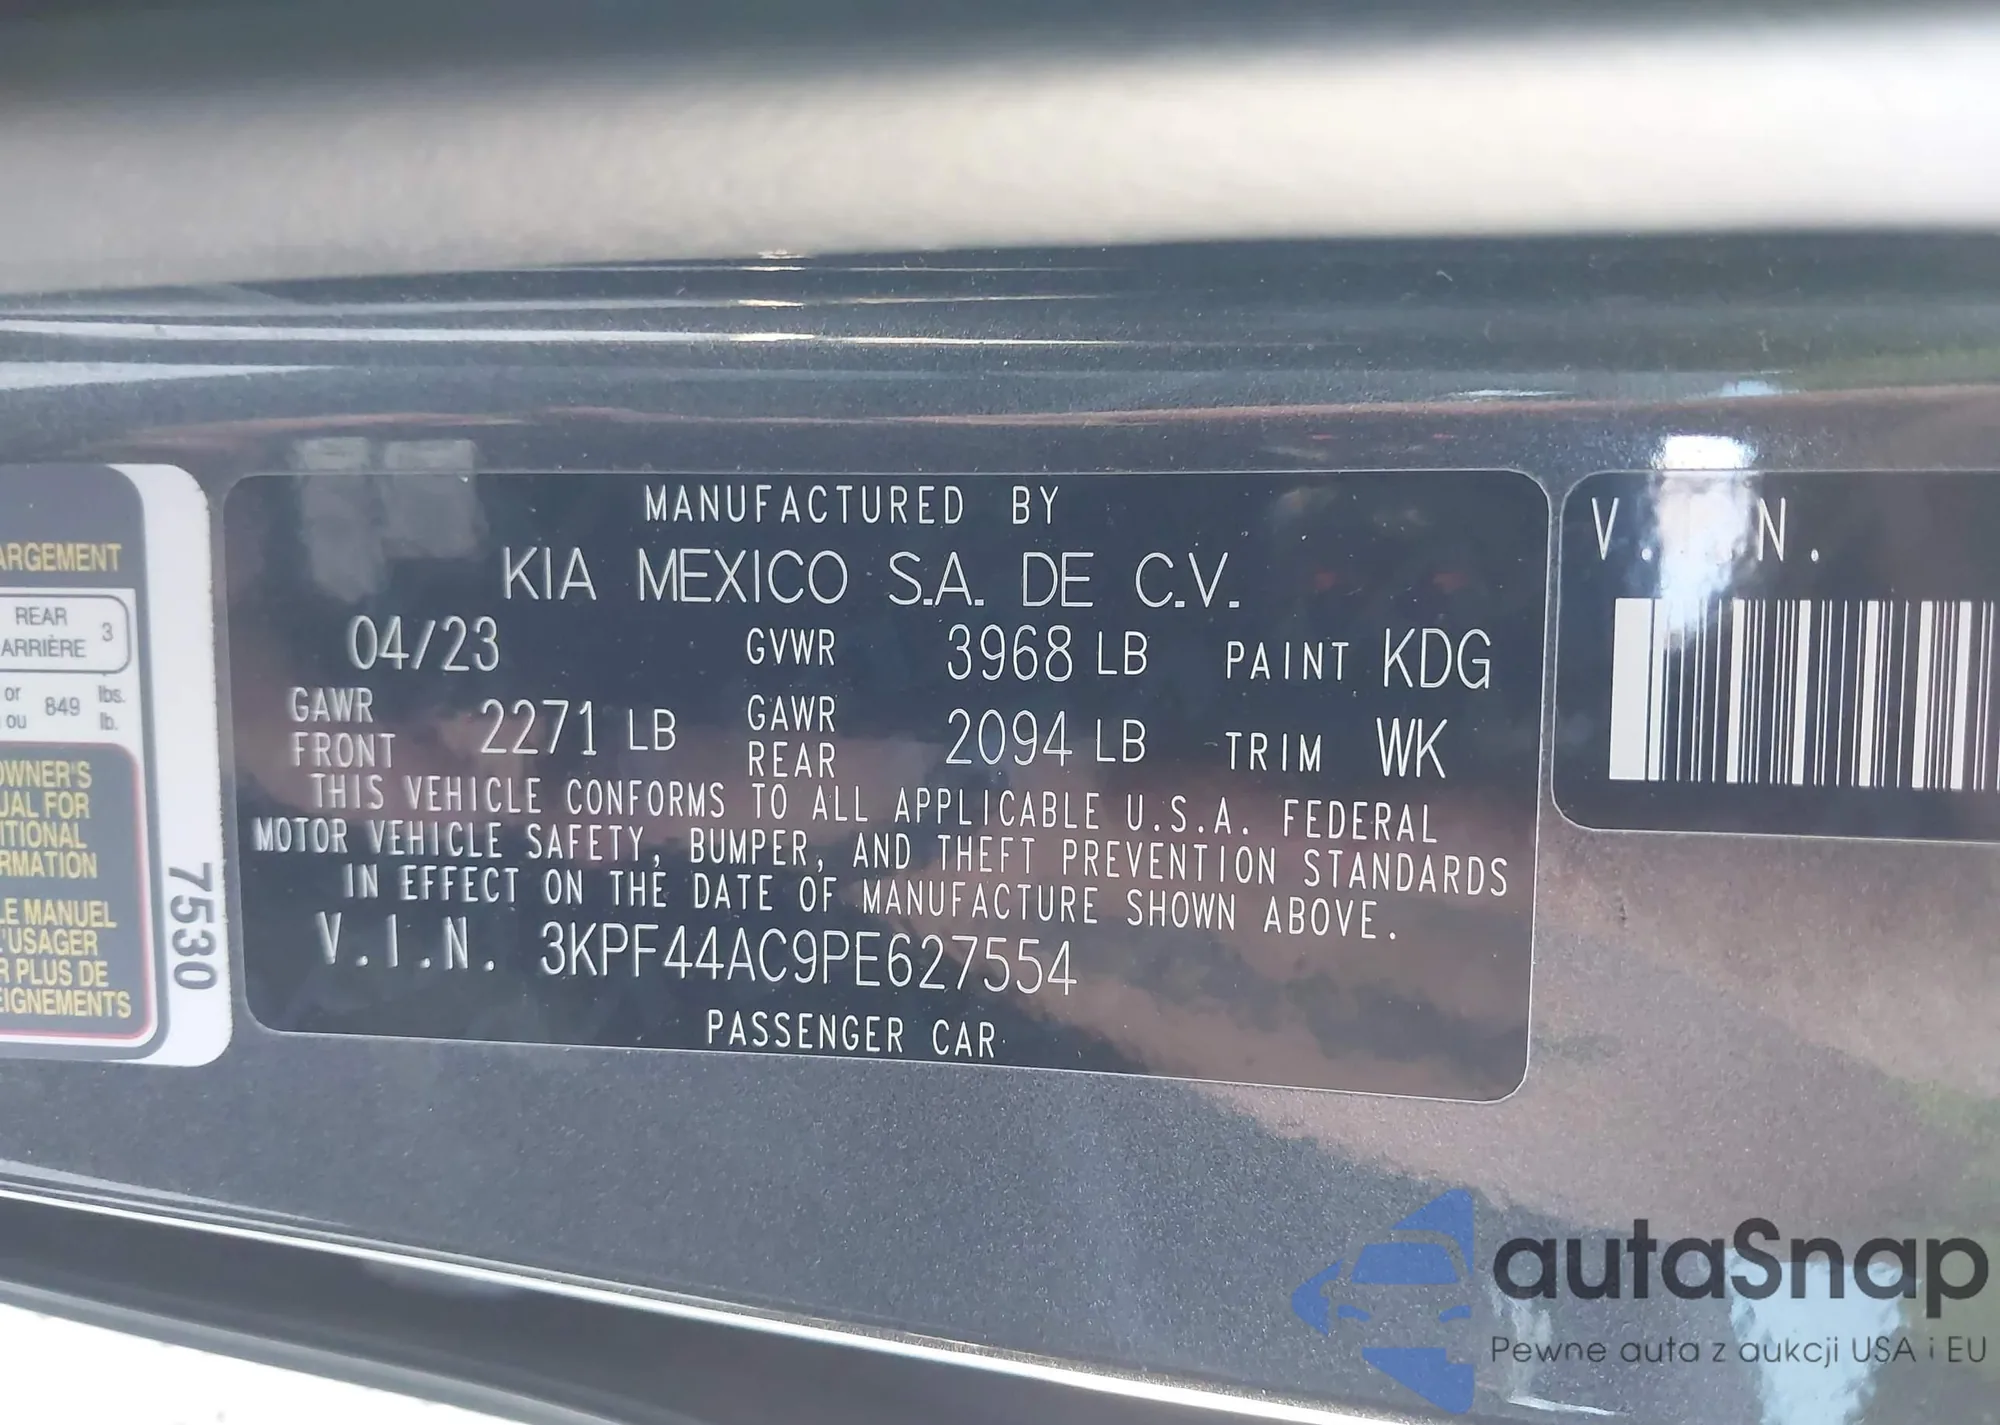 ARGEMENT
REAR
ARRIÈRE 3
or 849 lbs.
ou lb.
OWNER'S
UAL FOR
ITIONAL
RMATION
LE MANUEL
L'USAGER
R PLUS DE
EIGNEMENTS
7530
MANUFACTURED BY
KIA MEXICO S.A. DE C.V.
04/23 GVWR 3968 LB PAINT KDG
GAWR FRONT 2271 LB GAWR REAR 2094 LB TRIM WK
THIS VEHICLE CONFORMS TO ALL APPLICABLE U.S.A. FEDERAL
MOTOR VEHICLE SAFETY, BUMPER, AND THEFT PREVENTION STANDARDS
IN EFFECT ON THE DATE OF MANUFACTURE SHOWN ABOVE.
V.I.N. 3KPF44AC9PE627554
PASSENGER CAR
V.I.N.
autaSnap
Pewne auta z aukcji USA i EU